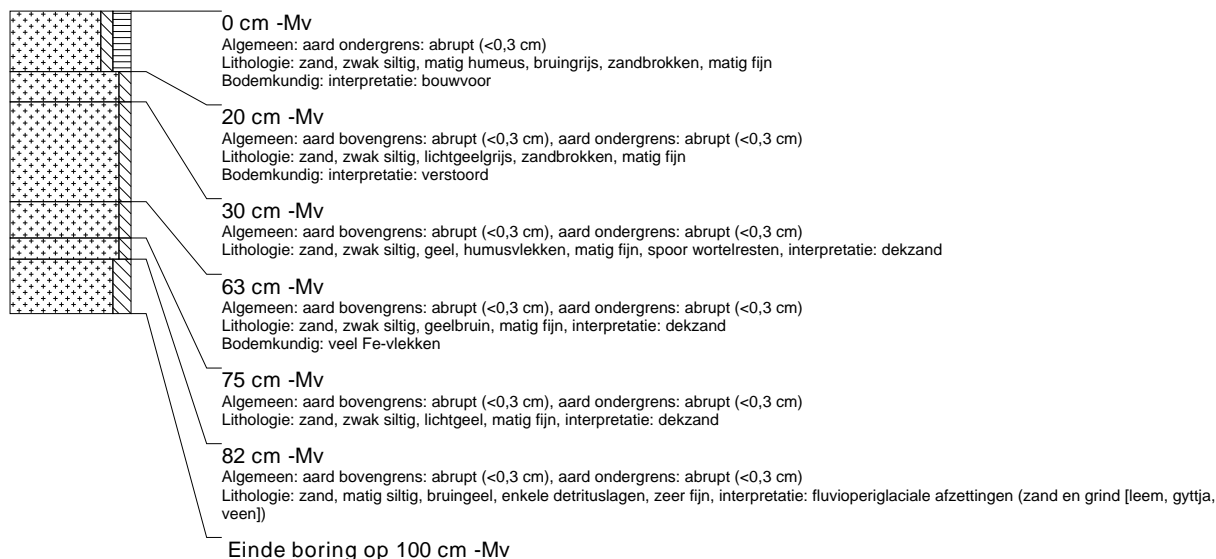 0 cm -Mv
Algemeen: aard ondergrens: abrupt (<0,3 cm)
Lithologie: zand, zwak siltig, matig humeus, bruingrijs, zandbrokken, matig fijn
Bodemkundig: interpretatie: bouwvoor
20 cm -Mv
Algemeen: aard bovengrens: abrupt (<0,3 cm), aard ondergrens: abrupt (<0,3 cm)
Lithologie: zand, zwak siltig, lichtgeelgrijs, zandbrokken, matig fijn
Bodemkundig: interpretatie: verstoord
30 cm -Mv
Algemeen: aard bovengrens: abrupt (<0,3 cm), aard ondergrens: abrupt (<0,3 cm)
Lithologie: zand, zwak siltig, geel, humusvlekken, matig fijn, spoor wortelresten, interpretatie: dekzand
63 cm -Mv
Algemeen: aard bovengrens: abrupt (<0,3 cm), aard ondergrens: abrupt (<0,3 cm)
Lithologie: zand, zwak siltig, geelbruin, matig fijn, interpretatie: dekzand
Bodemkundig: veel Fe-vlekken
75 cm -Mv
Algemeen: aard bovengrens: abrupt (<0,3 cm), aard ondergrens: abrupt (<0,3 cm)
Lithologie: zand, zwak siltig, lichtgeel, matig fijn, interpretatie: dekzand
82 cm -Mv
Algemeen: aard bovengrens: abrupt (<0,3 cm), aard ondergrens: abrupt (<0,3 cm)
Lithologie: zand, matig siltig, bruingeel, enkele detrituslagen, zeer fijn, interpretatie: fluvioperiglaciale afzettingen (zand en grind [leem, gyttja,
veen])
Einde boring op 100 cm -Mv